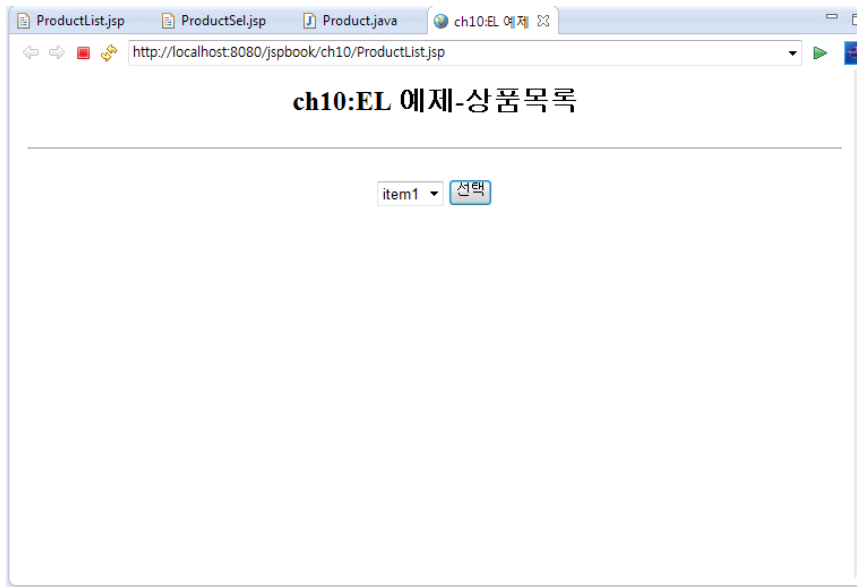 ProductList.jsp ProductSel.jsp Product.java ch10:EL 예제
http://localhost:8080/jspbook/ch10/ProductList.jsp
ch10:EL 예제-상품목록
item1 선택